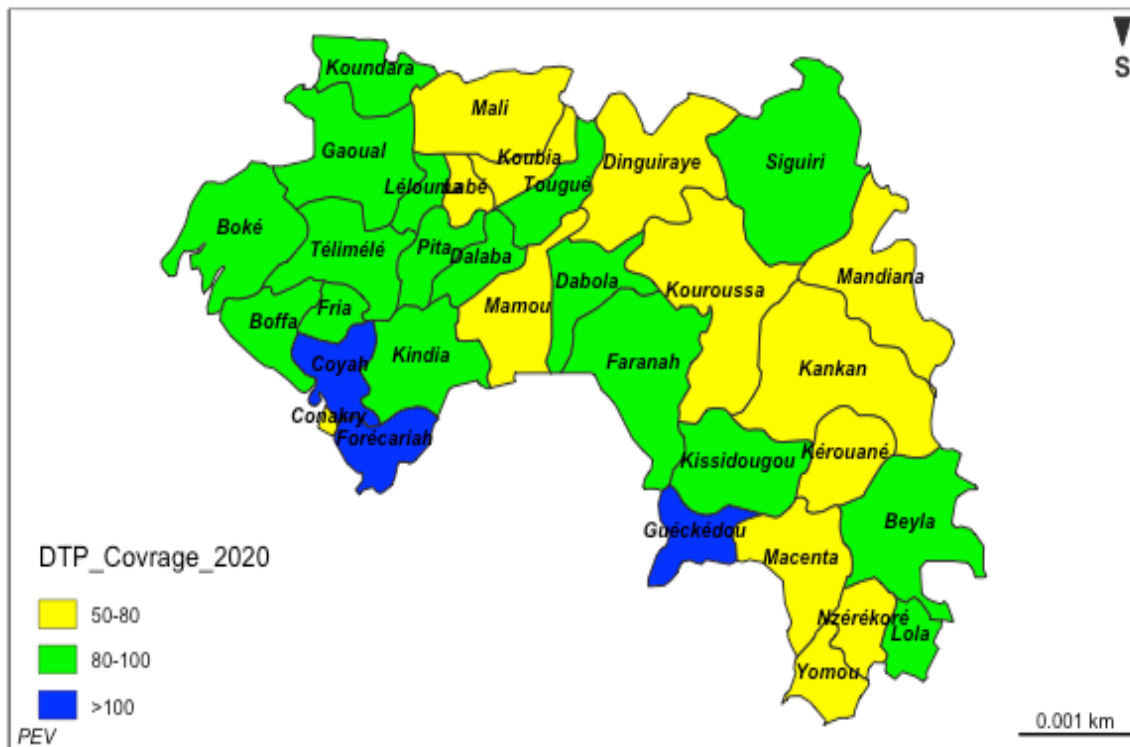 S
Koundara
Mali
Gaoual
Koubia
Dinguiraye
Siguiri
Lélouma
Labé
Tougué
Boké
Télimélé
Pita
Dalaba
Dabola
Mandiana
Fria
Mamou
Kouroussa
Boffa
Coyah
Kindia
Faranah
Kankan
Conakry
Forécariah
Kissidougou
Kérouané
Guéckédou
Beyla
Macenta
Nzérékoré
Lola
Yomou
DTP_Covrage_2020
50-80
80-100
>100
0.001 km
PEV